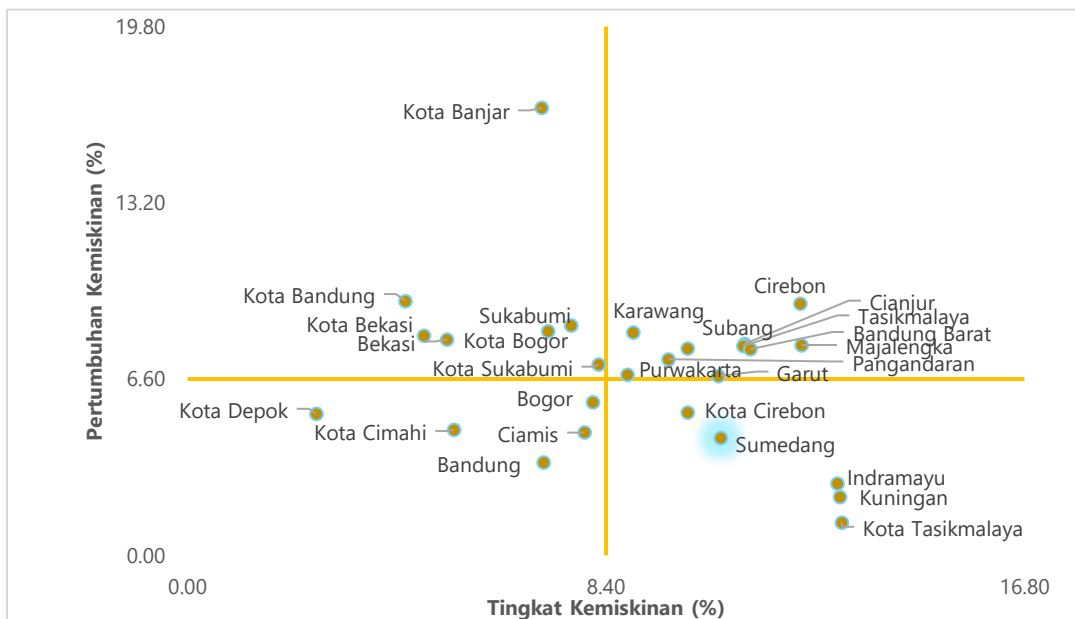 19.80
Kota Banjar
13.20
Pertumbuhan Kemiskinan (%)
Kota Bandung
Cirebon
Cianjur
Kota Bekasi
Sukabumi
Karawang
Tasikmalaya
Subang
Bandung Barat
Bekasi
Kota Bogor
Majalengka
Kota Sukabumi
Purwakarta
Pangandaran
Garut
6.60
Bogor
Kota Depok
Kota Cirebon
Kota Cimahi
Ciamis
Sumedang
Bandung
Indramayu
Kuningan
Kota Tasikmalaya
0.00
0.00
8.40
16.80
Tingkat Kemiskinan (%)